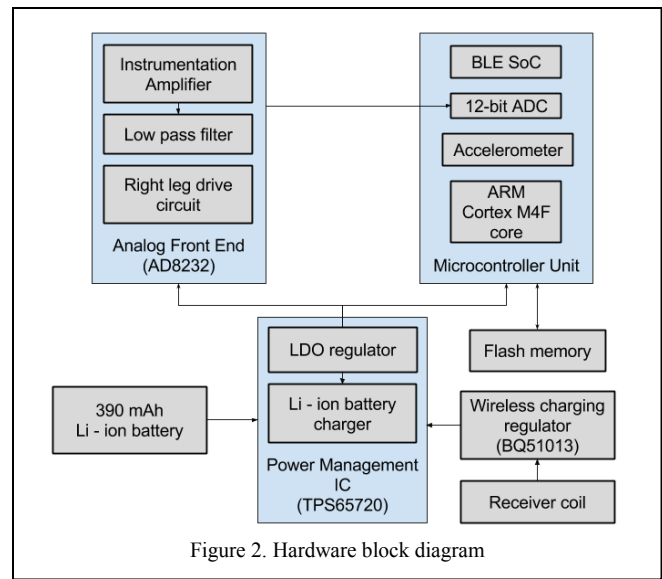 Instrumentation
Amplifier
Low pass filter
Right leg drive
circuit
Analog Front End
(AD8232)
BLE SoC
12-bit ADC
Accelerometer
ARM
Cortex M4F
core
Microcontroller Unit
LDO regulator
Li - ion battery
charger
Power Management
IC
(TPS65720)
390 mAh
Li - ion battery
Flash memory
Wireless charging
regulator
(BQ51013)
Receiver coil
Figure 2. Hardware block diagram